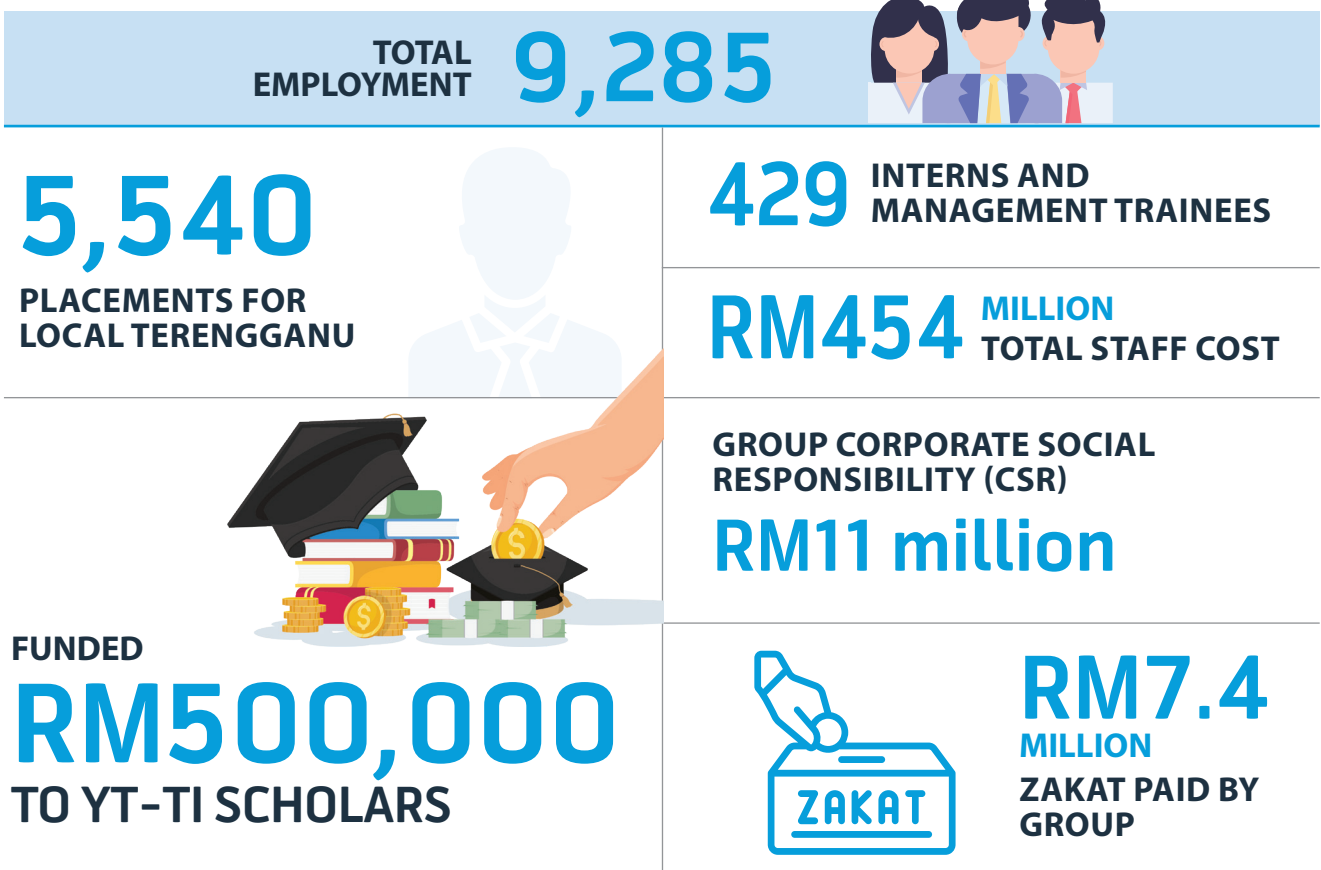 TOTAL
EMPLOYMENT
9,285
5,540
PLACEMENTS FOR
LOCAL TERENGGANU
429
INTERNS AND
MANAGEMENT TRAINEES
RM454
MILLION
TOTAL STAFF COST
GROUP CORPORATE SOCIAL
RESPONSIBILITY (CSR)
RM11 million
FUNDED
RM500,000
TO YT-TI SCHOLARS
$
$
ZAKAT
RM7.4
MILLION
ZAKAT PAID BY
GROUP